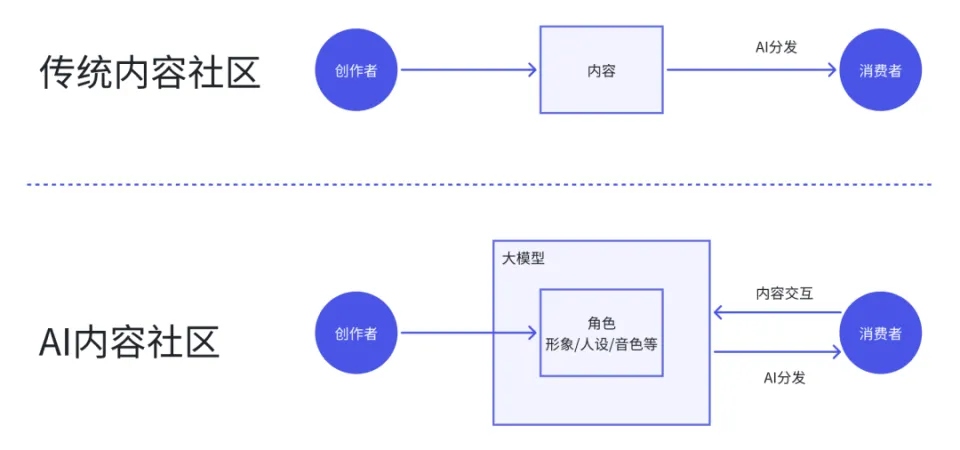 传统内容社区
创作者
内容
AI分发
消费者
AI内容社区
创作者
大模型
角色
形象/人设/音色等
内容交互
AI分发
消费者